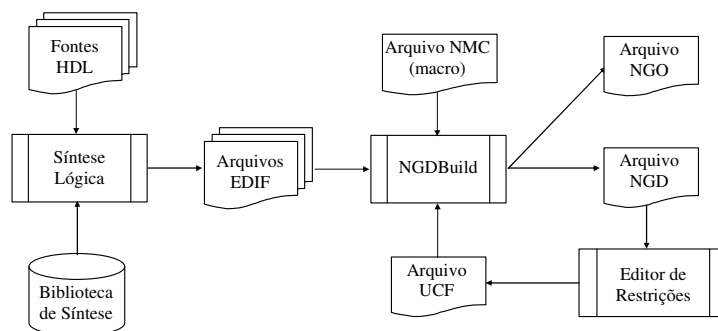 Fontes
HDL
Arquivo NMC
(macro)
Arquivo
NGO
Síntese
Lógica
Arquivos
EDIF
NGDBuild
Arquivo
NGD
Biblioteca
de Síntese
Arquivo
UCF
Editor de
Restrições